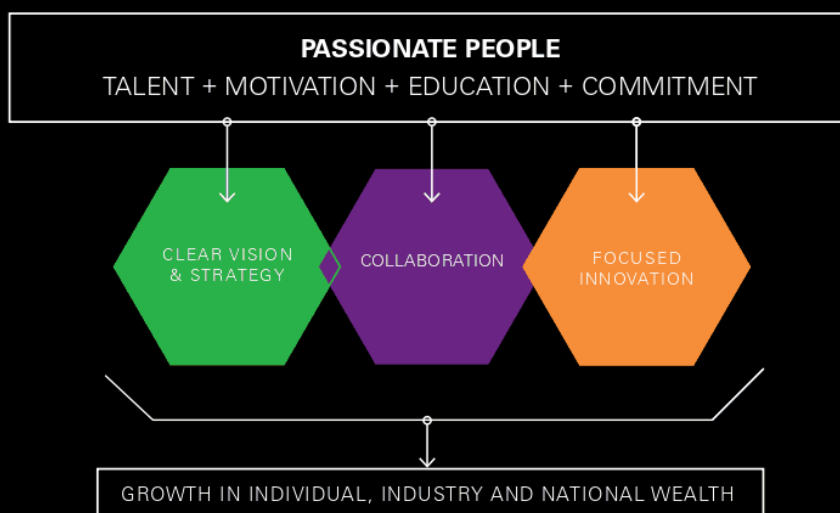 PASSIONATE PEOPLE
TALENT + MOTIVATION + EDUCATION + COMMITMENT
CLEAR VISION
& STRATEGY
COLLABORATION
FOCUSED
INNOVATION
GROWTH IN INDIVIDUAL, INDUSTRY AND NATIONAL WEALTH